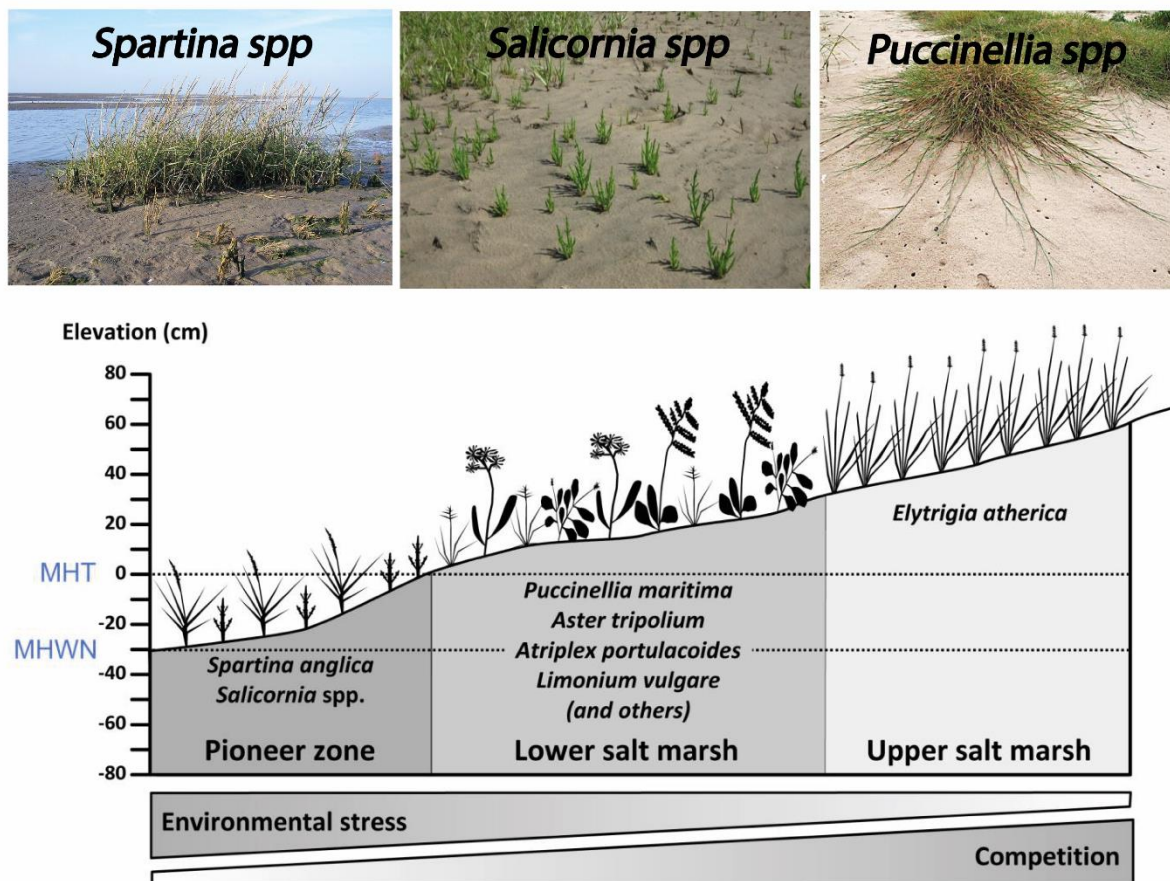 Spartina spp
Salicornia spp
Puccinellia spp
Elevation (cm)
80
60
40
20
MHT 0
-20
MHWN
-40
-60
-80
Spartina anglica
Salicornia spp.
Pioneer zone
Puccinellia maritima
Aster tripolium
Atriplex portulacoides
Limonium vulgare
(and others)
Lower salt marsh
Elytrigia atherica
Upper salt marsh
Environmental stress
Competition